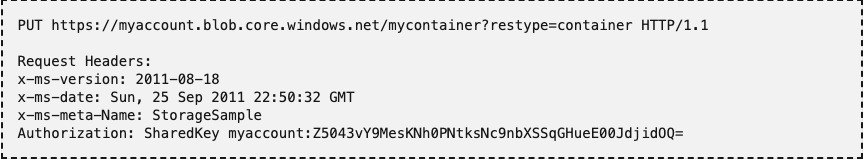 PUT https://myaccount.blob.core.windows.net/mycontainer?restype=container HTTP/1.1
Request Headers:
x-ms-version: 2011-08-18
x-ms-date: Sun, 25 Sep 2011 22:50:32 GMT
x-ms-meta-Name: StorageSample
Authorization: SharedKey myaccount:Z5043vY9MesKNh0PNtksNc9nbXSSqGHueE00JdjidOQ=